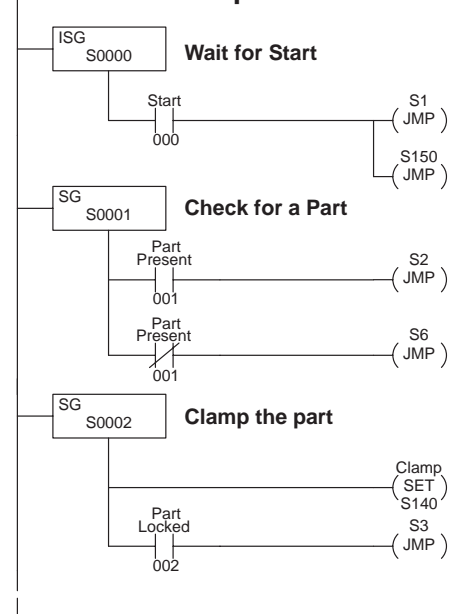 ISG
S0000
Wait for Start
Start
000
S1
JMP
S150
JMP
SG
S0001
Check for a Part
Part
Present
001
S2
JMP
Part
Present
001
S6
JMP
SG
S0002
Clamp the part
Clamp
SET
S140
Part
Locked
002
S3
JMP